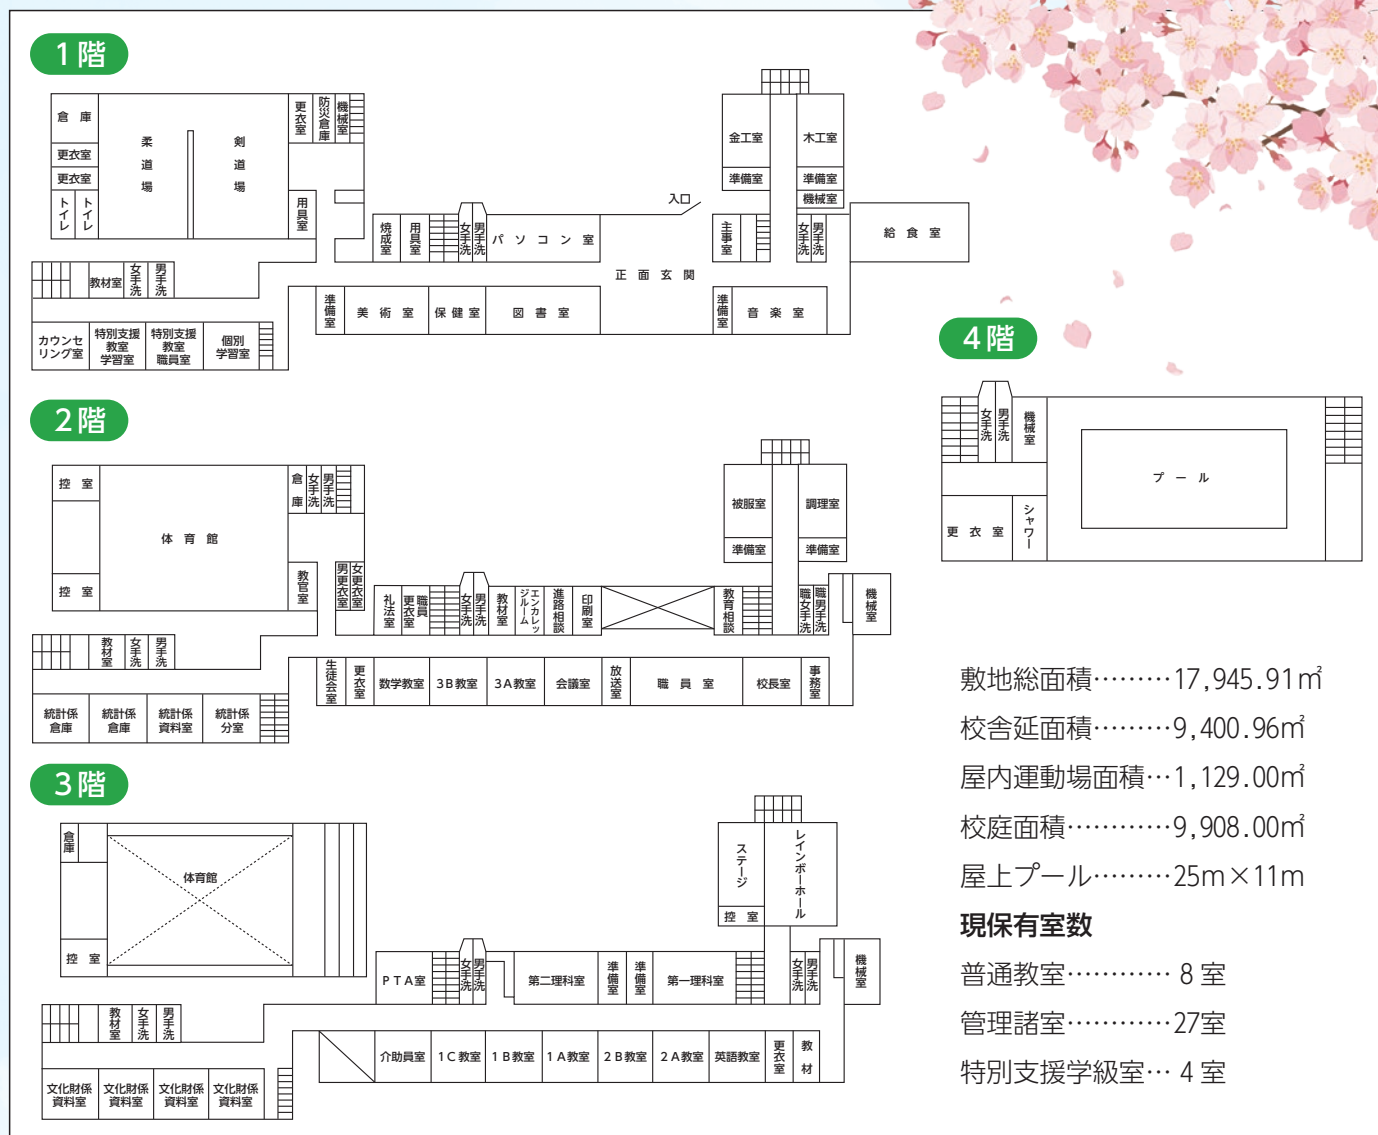 1階
倉庫
更衣室
更衣室
トイレ
トイレ
柔道場
剣道場
更衣室
防災倉庫
機械室
用具室
教材室
女手洗
男手洗
カウンセ
リング室
特別支援
教室
学習室
特別支援
教室
職員室
個別
学習室
焼成室
用具室
女手洗
男手洗
パソコン室
入口
正面玄関
準備室
美術室
保健室
図書室
金工室
準備室
木工室
準備室
機械室
主事室
女手洗
男手洗
給食室
準備室
音楽室
2階
控室
控室
体育館
倉庫
女手洗
男手洗
教官室
男更衣室
女更衣室
教材室
女手洗
男手洗
統計係
倉庫
統計係
倉庫
統計係
資料室
統計係
分室
礼法室
職員
更衣室
女手洗
男手洗
教材室
エンカレッ
ジルーム
進路相談
印刷室
教育相談
職女手洗
職男手洗
機械室
被服室
準備室
調理室
準備室
生徒会室
更衣室
数学教室
3B教室
3A教室
会議室
放送室
職員室
校長室
事務室
3階
倉庫
控室
体育館
教材室
女手洗
男手洗
文化財係
資料室
文化財係
資料室
文化財係
資料室
文化財係
資料室
PTA室
女手洗
男手洗
第二理科室
準備室
準備室
第一理科室
女手洗
男手洗
機械室
ステージ
控室
レインボーホール
介助員室
1C教室
1B教室
1A教室
2B教室
2A教室
英語教室
更衣室
教材
4階
女手洗
男手洗
機械室
更衣室
シャワー
プール
敷地総面積………17,945.91㎡
校舎延面積………9,400.96㎡
屋内運動場面積…1,129.00㎡
校庭面積…………9,908.00㎡
屋上プール………25m×11m
現保有室数
普通教室………… 8室
管理諸室…………27室
特別支援学級室… 4室